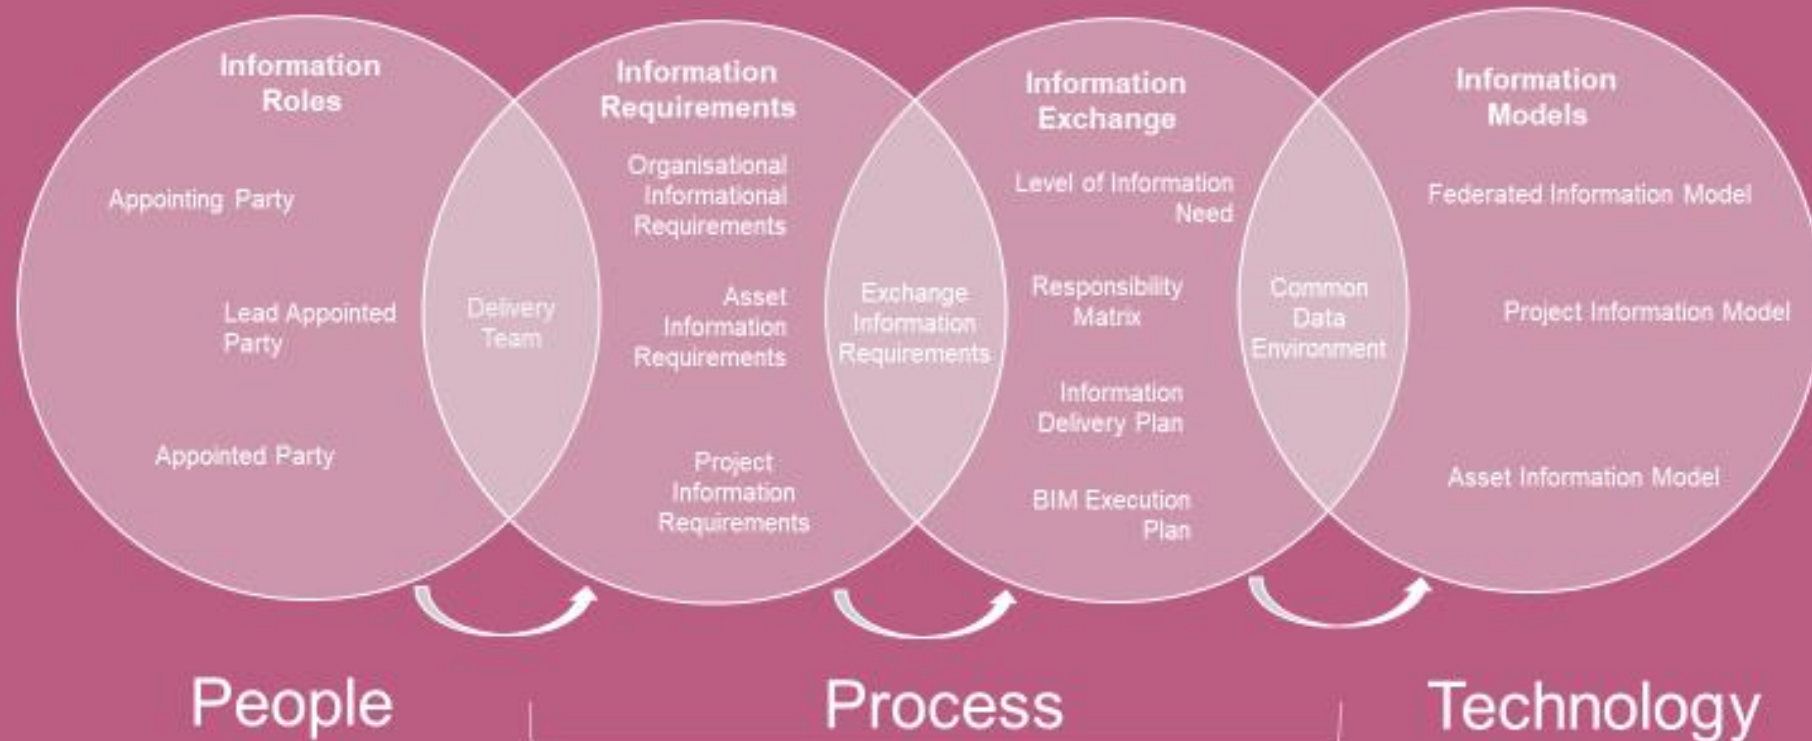 Information
Roles
Appointing Party
Lead Appointed
Party
Appointed Party
Delivery
Team
Information
Requirements
Organisational
Informational
Requirements
Asset
Information
Requirements
Project
Information
Requirements
Exchange
Information
Requirements
Information
Exchange
Level of Information
Need
Responsibility
Matrix
Information
Delivery Plan
BIM Execution
Plan
Common
Data
Environment
Information
Models
Federated Information Model
Project Information Model
Asset Information Model
People
Process
Technology